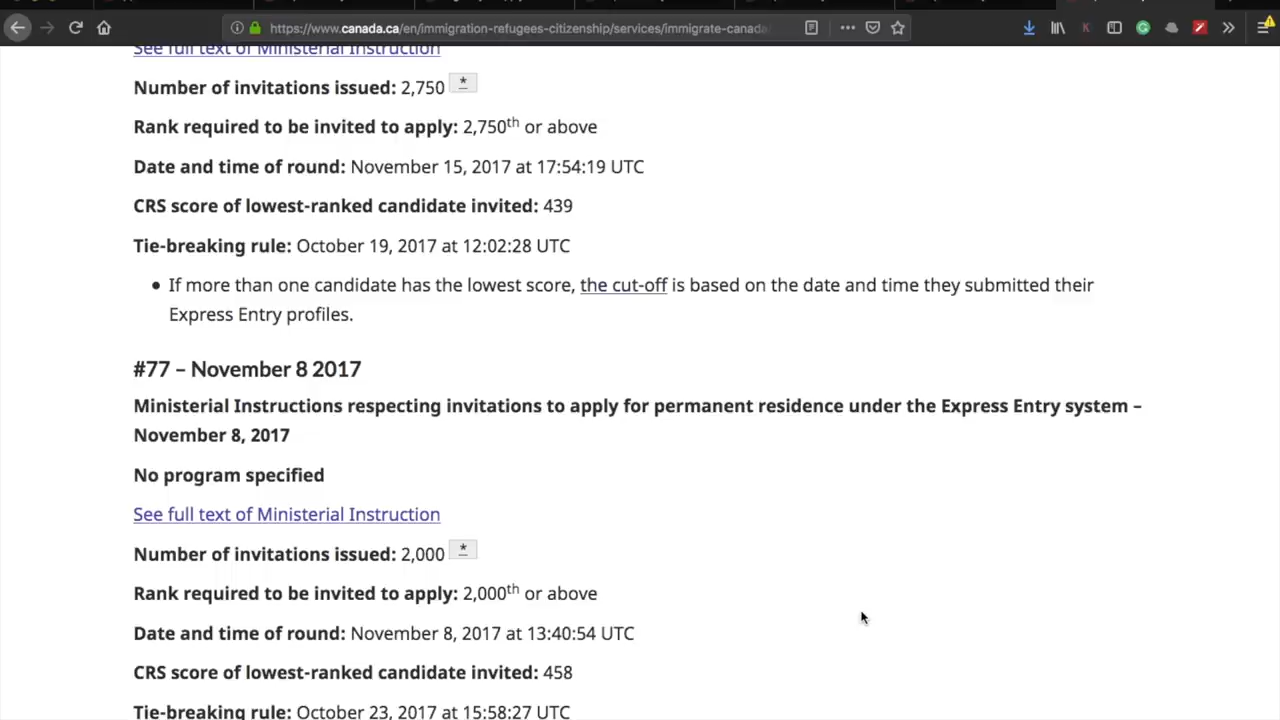 https://www.canada.ca/en/immigration-refugees-citizenship/services/immigrate-canada
See full text of Ministerial Instruction
Number of invitations issued: 2,750 *
Rank required to be invited to apply: 2,750th or above
Date and time of round: November 15, 2017 at 17:54:19 UTC
CRS score of lowest-ranked candidate invited: 439
Tie-breaking rule: October 19, 2017 at 12:02:28 UTC
• If more than one candidate has the lowest score, the cut-off is based on the date and time they submitted their
Express Entry profiles.
#77 – November 8 2017
Ministerial Instructions respecting invitations to apply for permanent residence under the Express Entry system –
November 8, 2017
No program specified
See full text of Ministerial Instruction
Number of invitations issued: 2,000 *
Rank required to be invited to apply: 2,000th or above
Date and time of round: November 8, 2017 at 13:40:54 UTC
CRS score of lowest-ranked candidate invited: 458
Tie-breaking rule: October 23, 2017 at 15:58:27 UTC